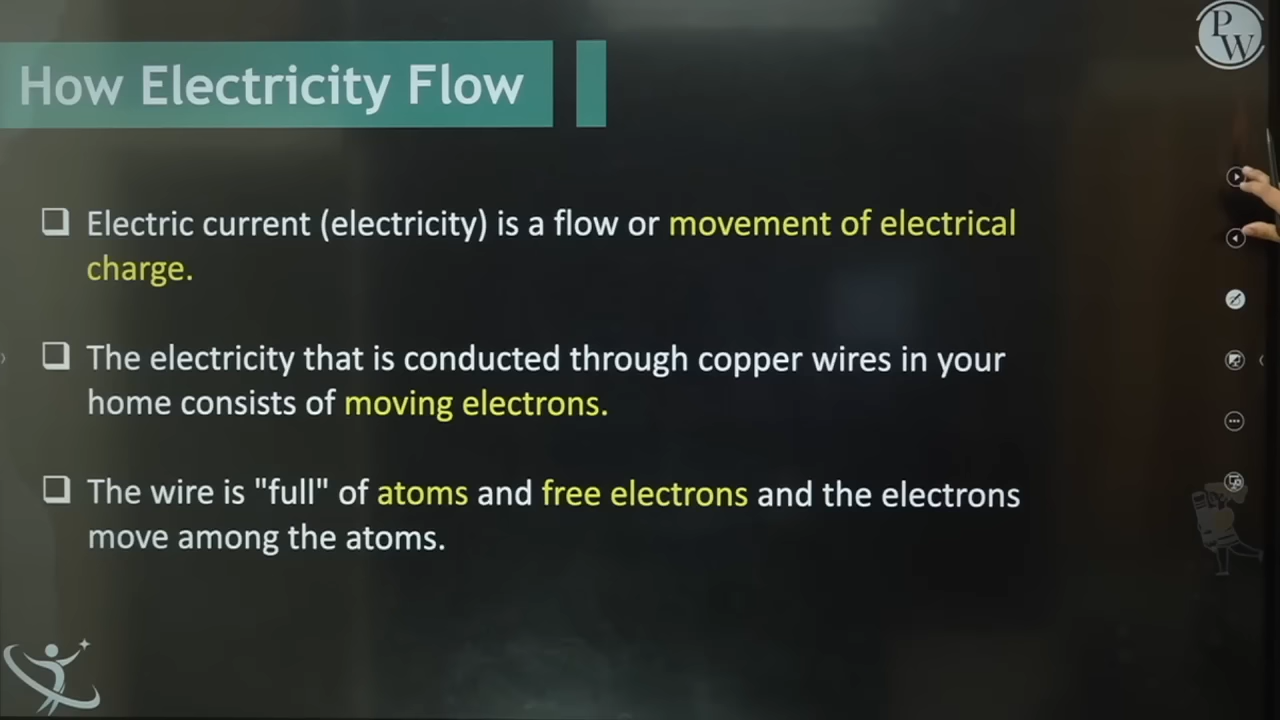 PW
How Electricity Flow
Electric current (electricity) is a flow or movement of electrical
charge.
The electricity that is conducted through copper wires in your
home consists of moving electrons.
The wire is "full" of atoms and free electrons and the electrons
move among the atoms.